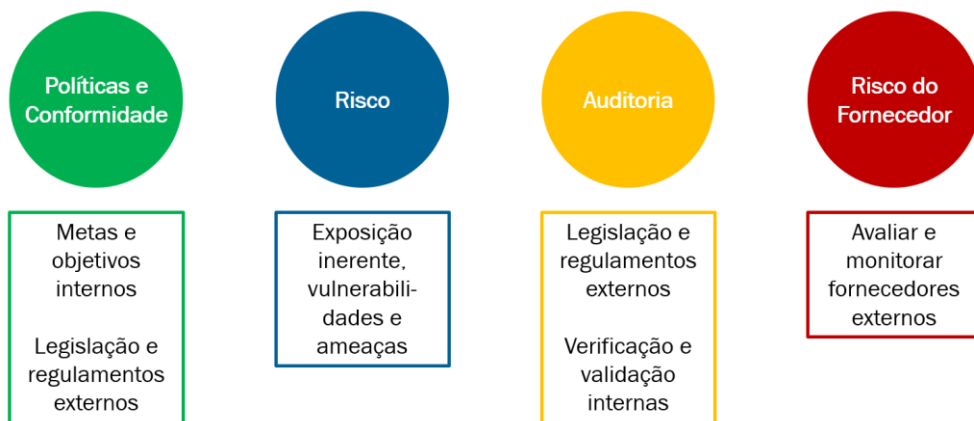 Políticas e
Conformidade
Risco
Auditoria
Risco do
Fornecedor
Metas e
objetivos
internos
Legislação e
regulamentos
externos
Exposição
inerente,
vulnerabili-
dades e
ameaças
Legislação e
regulamentos
externos
Verificação e
validação
internas
Avaliar e
monitorar
fornecedores
externos